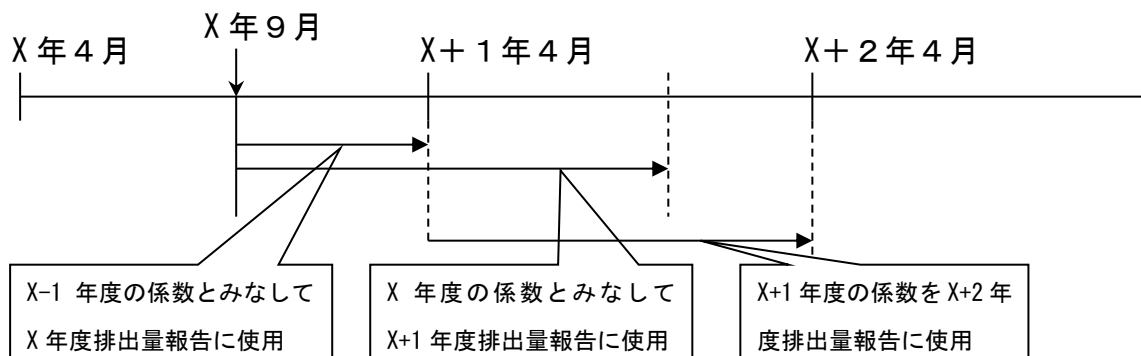 X年4月
X年９月
X＋１年４月
X＋２年４月
X-1 年度の係数とみなして
X 年度排出量報告に使用
X 年度の係数とみなして
X+1 年度排出量報告に使用
X+1 年度の係数を X+2 年
度排出量報告に使用